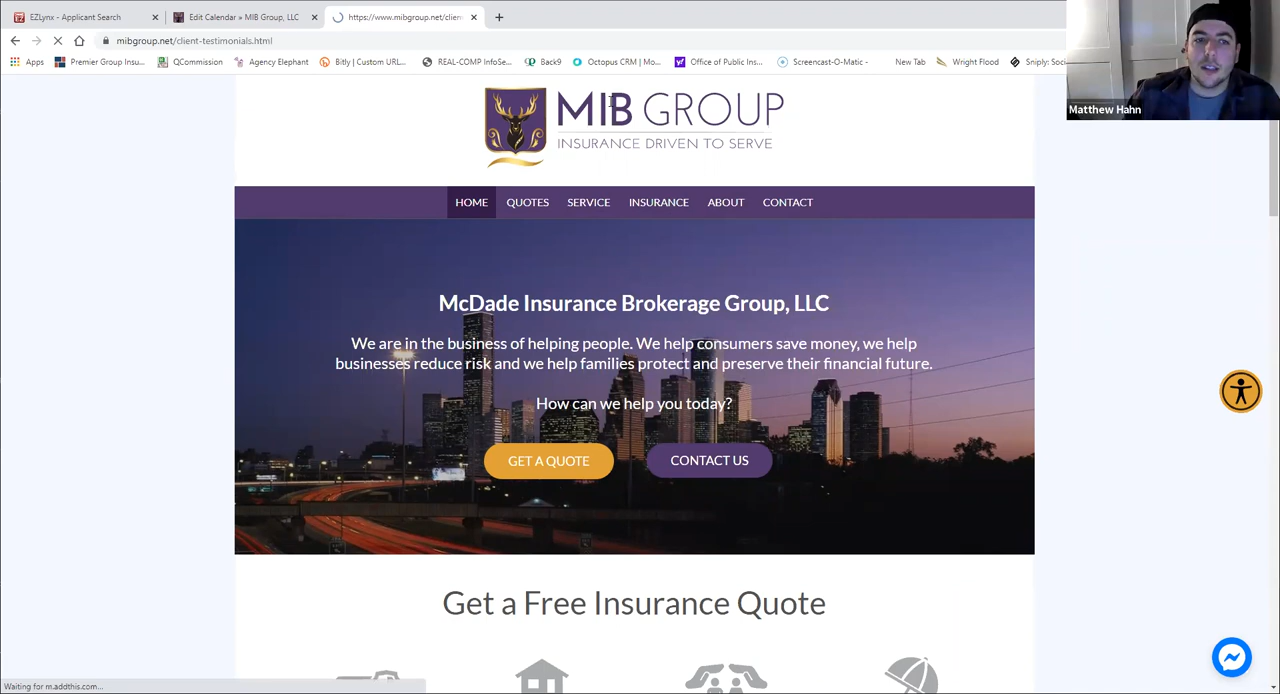 EZLynx - Applicant Search
Edit Calendar » MIB Group, LLC
https://www.mibgroup.net/clien
mibgroup.net/client-testimonials.html
Apps
Premier Group Insu...
QCommission
Agency Elephant
Bitly | Custom URL...
REAL-COMP InfoSe...
Back9
Octopus CRM | Mo...
Office of Public Ins...
Screencast-O-Matic -
New Tab
Wright Flood
Sniply: Soci
Matthew Hahn
MIB GROUP
INSURANCE DRIVEN TO SERVE
HOME QUOTES SERVICE INSURANCE ABOUT CONTACT
McDade Insurance Brokerage Group, LLC
We are in the business of helping people. We help consumers save money, we help
businesses reduce risk and we help families protect and preserve their financial future.
How can we help you today?
GET A QUOTE
CONTACT US
Get a Free Insurance Quote
Waiting for m.addthis.com...